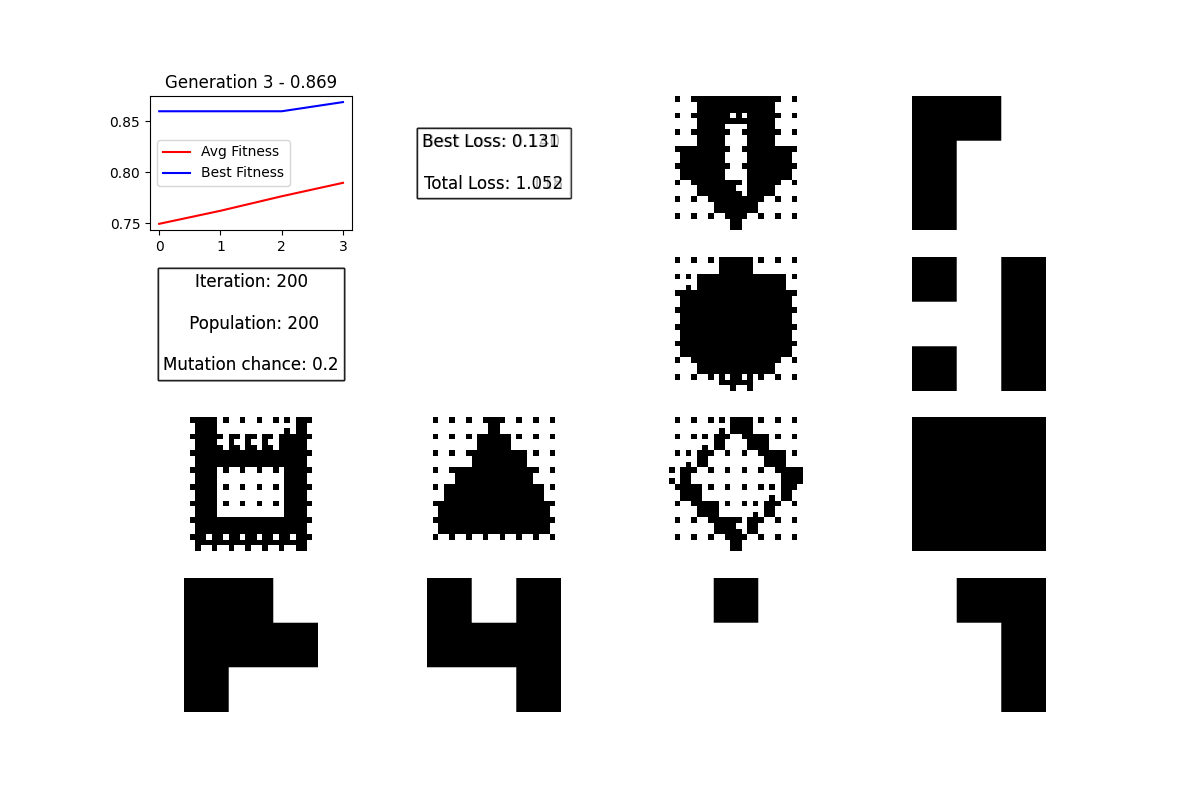 Generation 3 - 0.869
0.85
0.80
0.75
Avg Fitness
Best Fitness
0 1 2 3
Best Loss: 0.131
Total Loss: 1.052
Iteration: 200
Population: 200
Mutation chance: 0.2